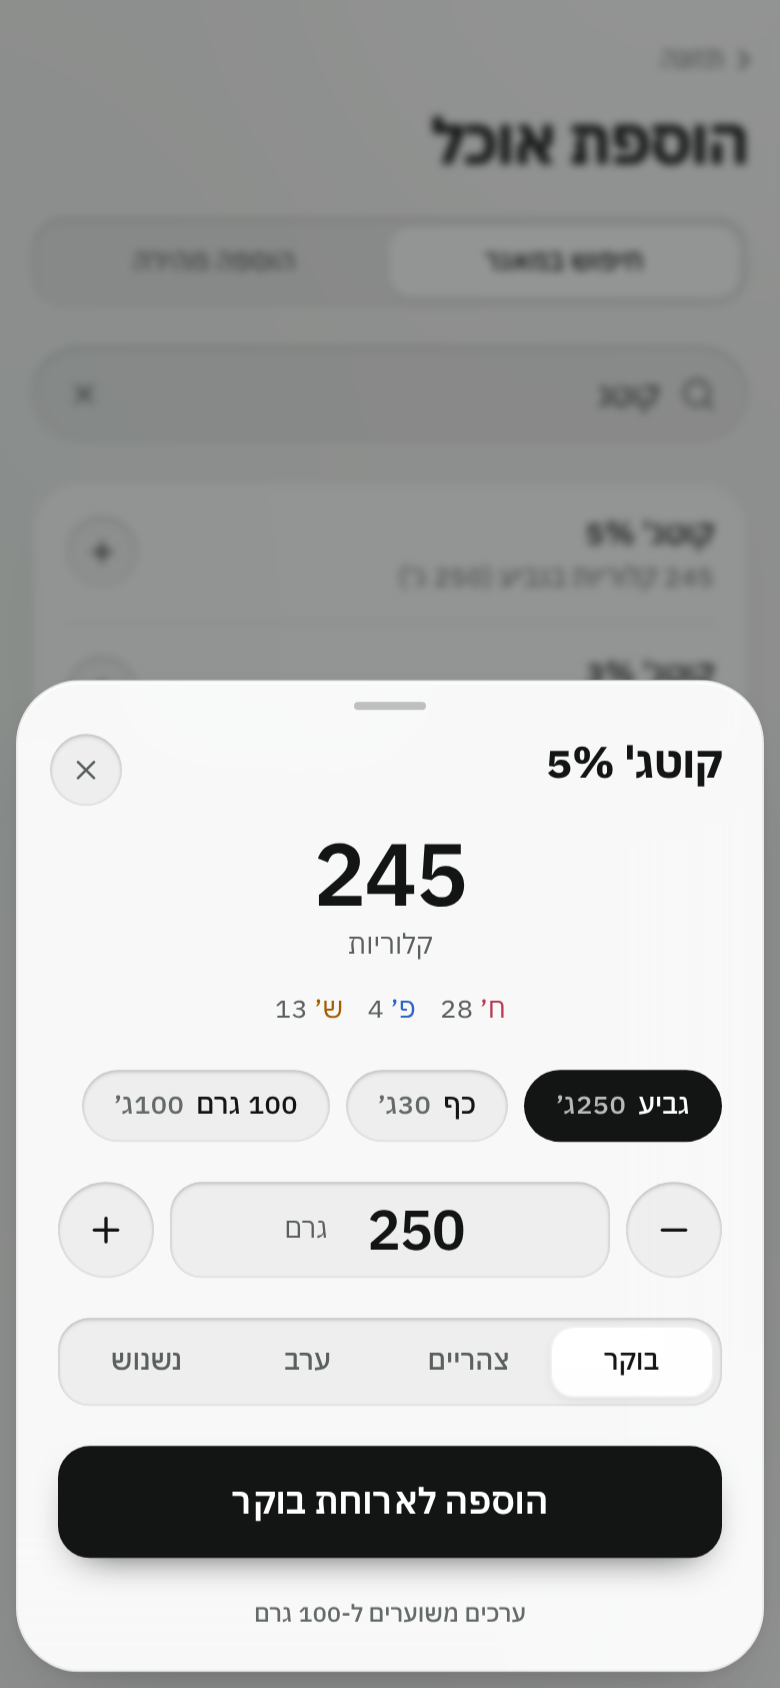 תזונה
הוספת אוכל
חיפוש במאגר
הוספה מהירה
קוטג
קוטג' 5%
245 קלוריות בגביע (250 ג׳)
קוטג' 5%
245
קלוריות
ח׳ 28 פ׳ 4 ש׳ 13
גביע 250ג׳ כף 30ג׳ 100 גרם 100ג׳
250 גרם
בוקר צהריים ערב נשנוש
הוספה לארוחת בוקר
ערכים משוערים ל-100 גרם